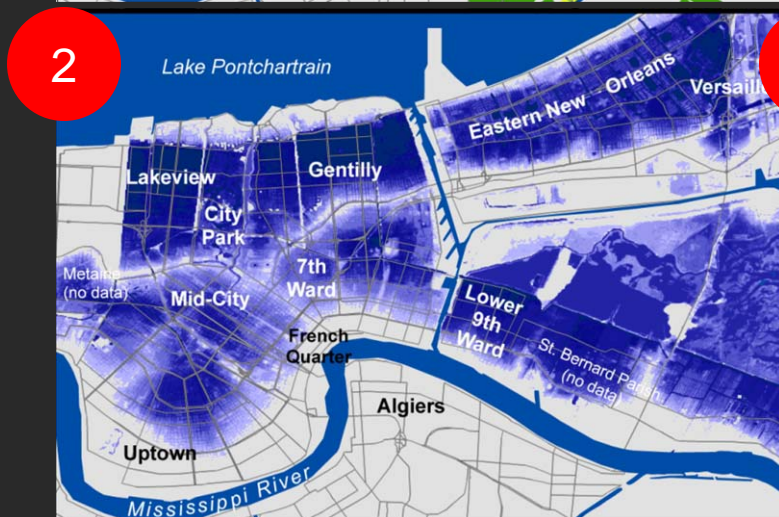 2
Lake Pontchartrain
Eastern New Orleans
Lakeview
Gentilly
City
Park
7th
Ward
Metairie
(no data)
Mid-City
Lower
9th
Ward
French
Quarter
St. Bernard Parish
(no data)
Algiers
Uptown
Mississippi River